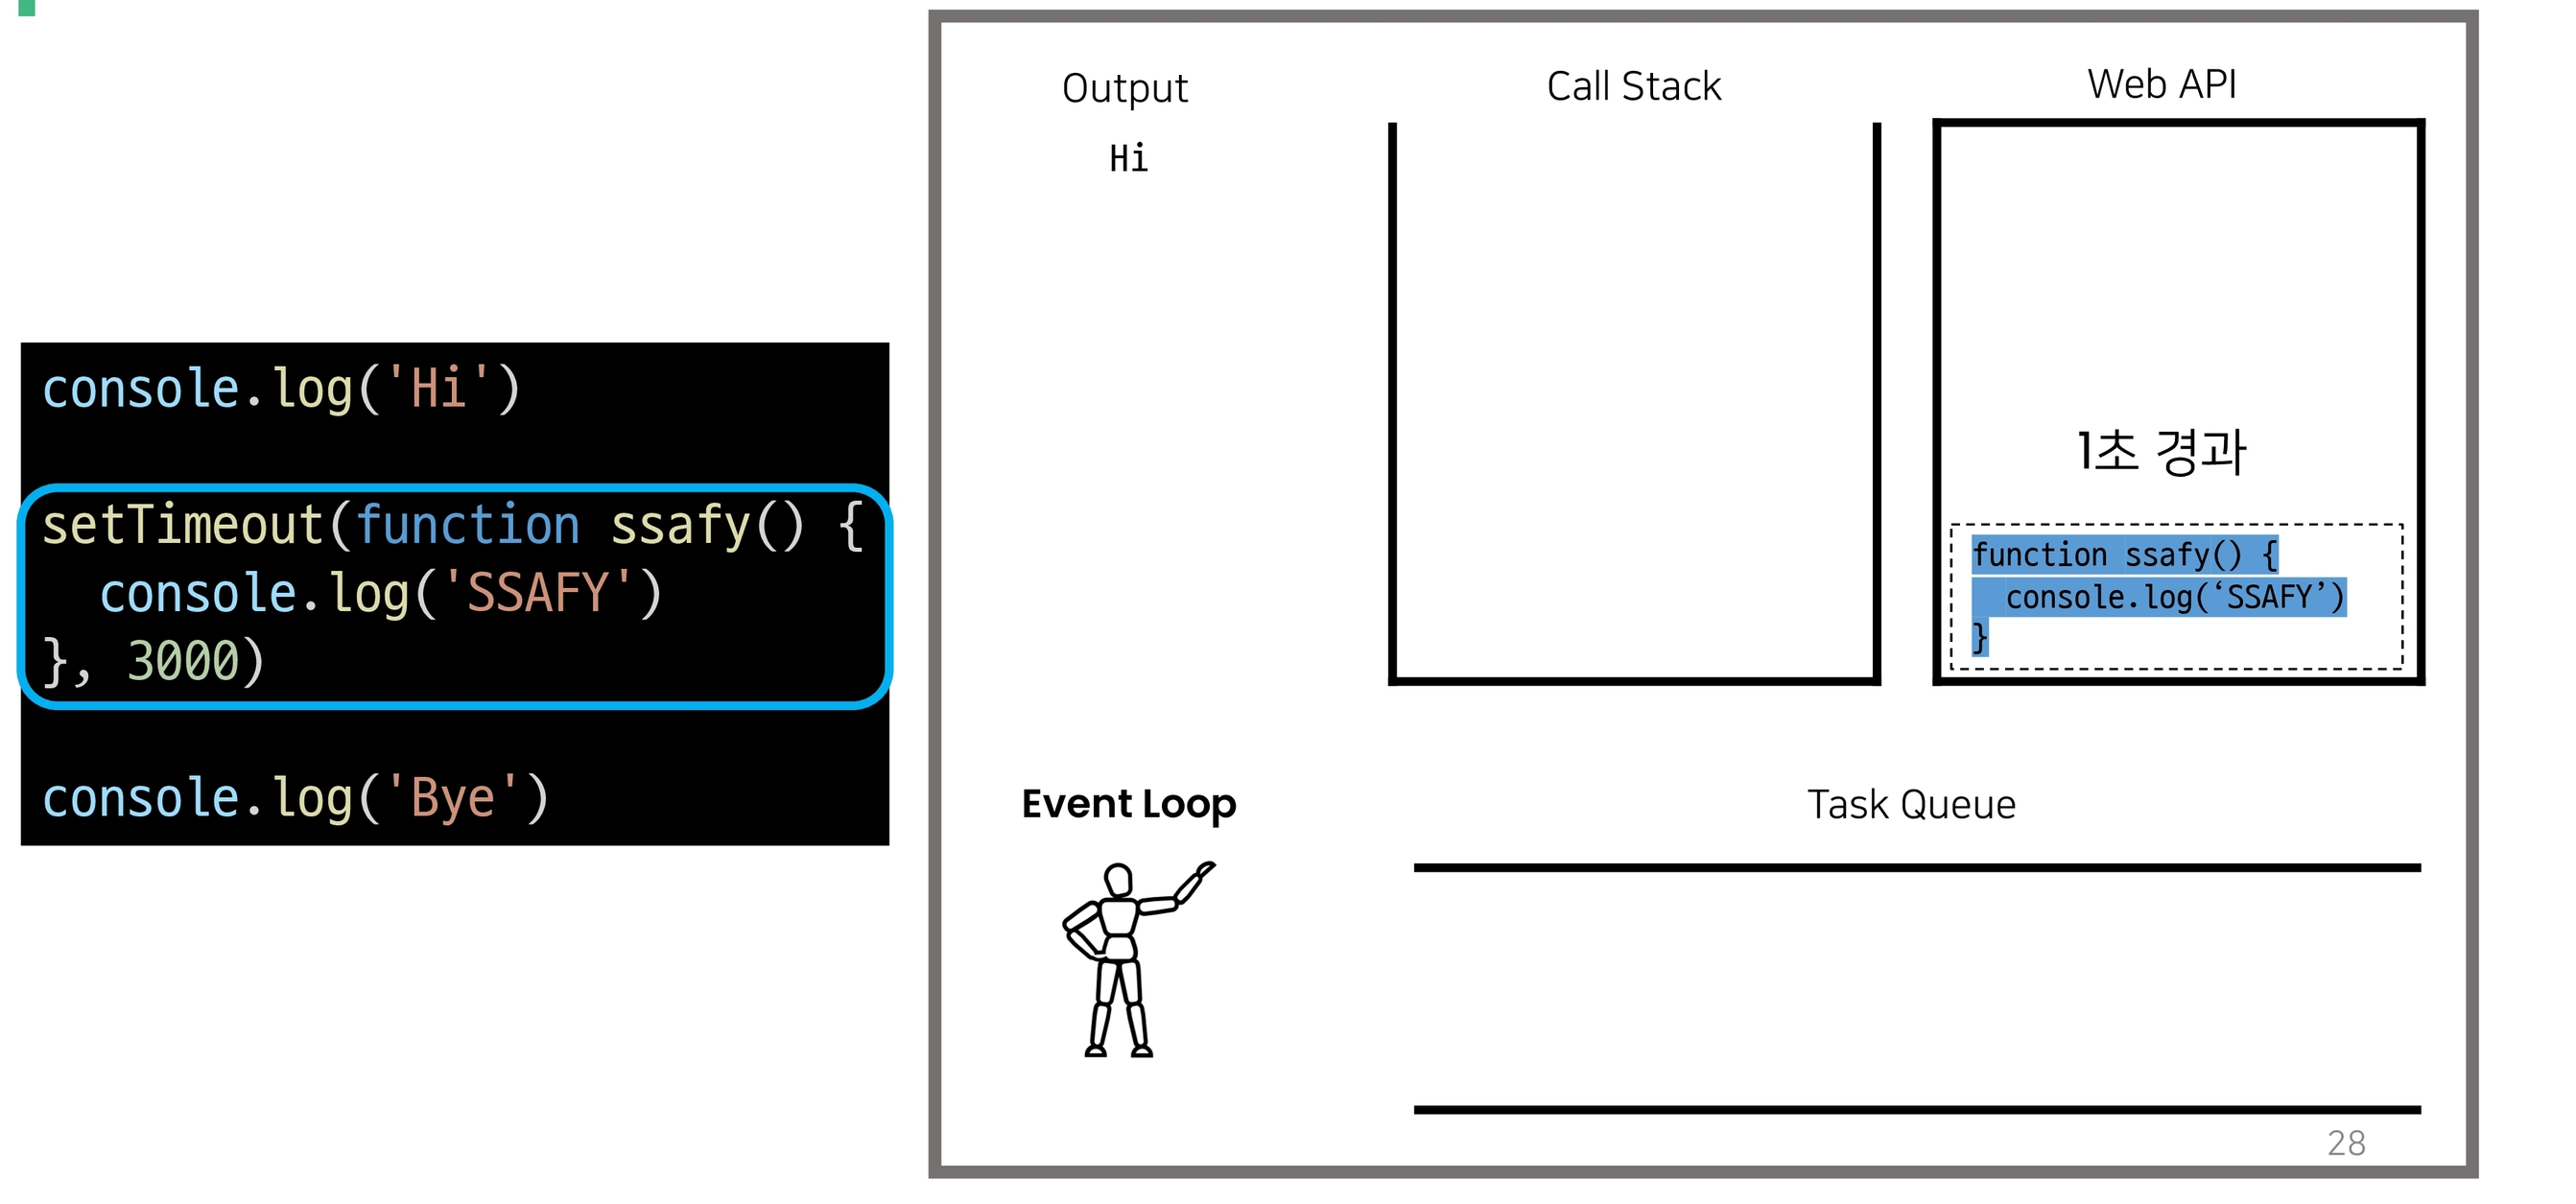 console.log('Hi')
setTimeout(function ssafy() {
  console.log('SSAFY')
}, 3000)
console.log('Bye')
Output
Hi
Call Stack
Web API
1초 경과
function ssafy() {
  console.log(‘SSAFY’)
}
Event Loop
Task Queue
28